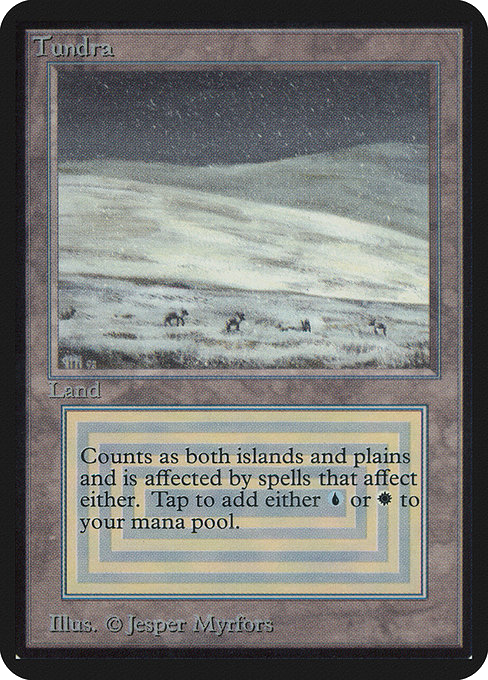 Tundra
Land
Counts as both islands and plains
and is affected by spells that affect
either. Tap to add either or to
your mana pool.
Illus. © Jesper Myrfors